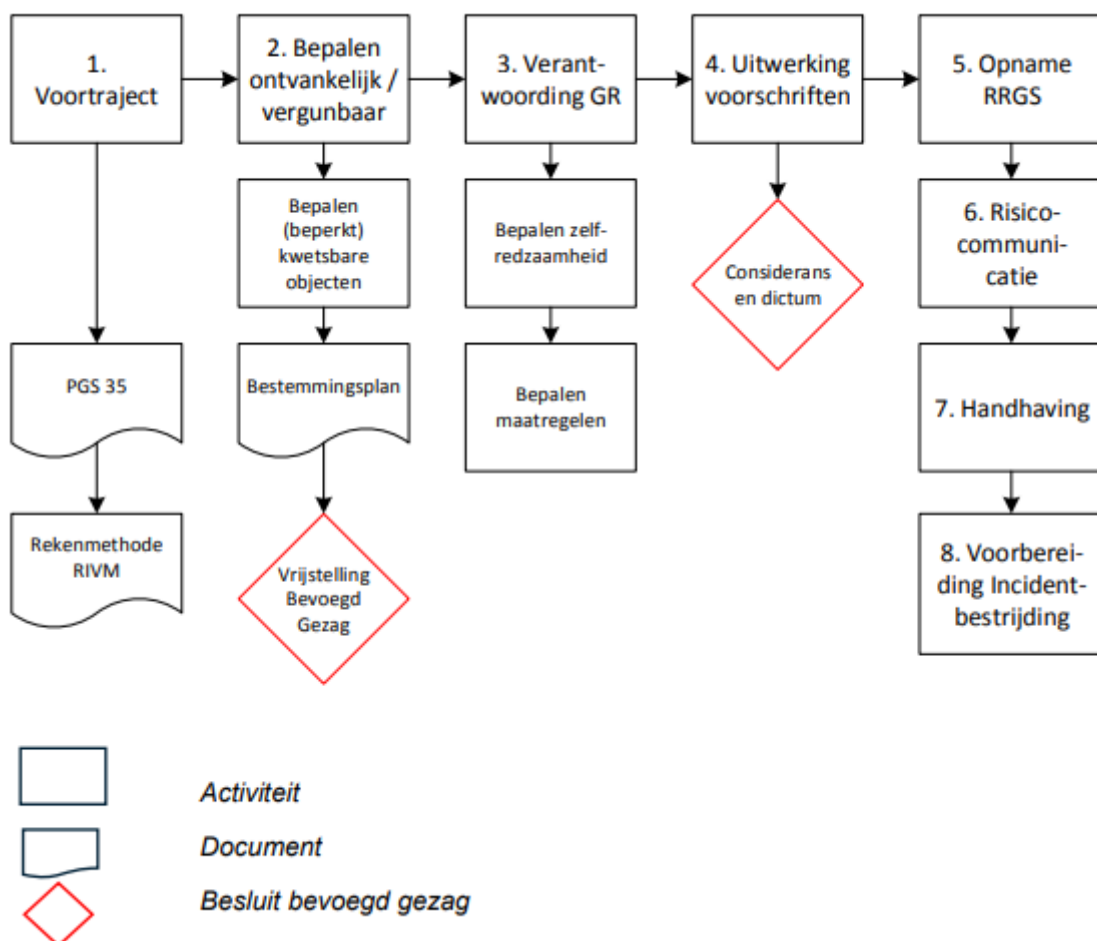 1.
Voortraject
2. Bepalen
ontvankelijk /
vergunbaar
3. Verant-
woording GR
4. Uitwerking
voorschriften
5. Opname
RRGS
Bepalen
(beperkt)
kwetsbare
objecten
Bepalen zelf-
redzaamheid
Considerans
en dictum
6. Risico-
communi-
catie
PGS 35
Bestemmingsplan
Bepalen
maatregelen
7. Handhaving
Rekenmethode
RIVM
Vrijstelling
Bevoegd
Gezag
8. Voorberei-
ding Incident-
bestrijding
Activiteit
Document
Besluit bevoegd gezag